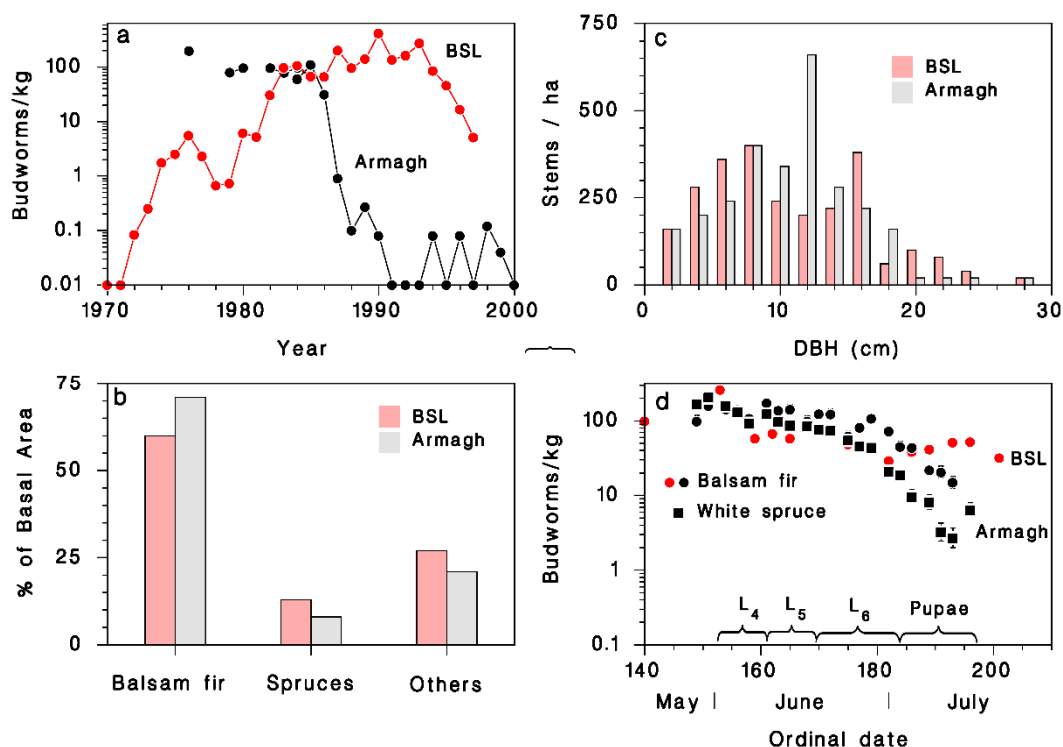 a
BSL
Armagh
Budworms/kg
100
10
1
0.1
0.01
1970
1980
1990
2000
Year
c
BSL
Armagh
Stems / ha
750
500
250
0
0
10
20
30
DBH (cm)
b
BSL
Armagh
% of Basal Area
75
50
25
0
Balsam fir
Spruces
Others
d
BSL
Balsam fir
White spruce
Armagh
Budworms/kg
100
10
1
0.1
L4
L5
L6
Pupae
140
160
180
200
May | June | July
Ordinal date